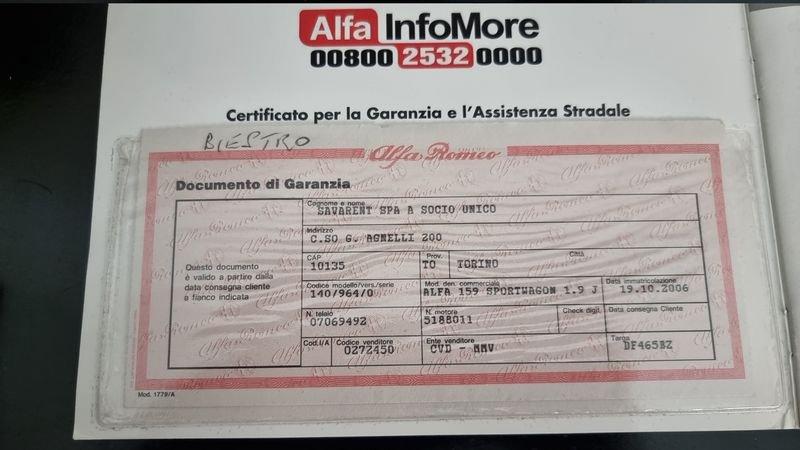 Alfa InfoMore
00800 2532 0000
Certificato per la Garanzia e l'Assistenza Stradale
BIESTRO
Alfa Romeo
Documento di Garanzia
Cognome e nome
SAVARENT SPA A SOCIO UNICO
Indirizzo
C.SO G. AGNELLI 200
CAP Prov. Città
10135 TO TORINO
Questo documento
è valido a partire dalla
data consegna cliente
a fianco indicata
Codice modello/vers./serie Mod. den. commerciale Data immatricolazione
140/964/0 ALFA 159 SPORTWAGON 1.9 J 19.10.2006
N. telaio N. motore Check digit. Data consegna Cliente
07069492 5188011
Cod.I/A Codice venditore Ente venditore Targa
0272450 CVD - MMV DF465BZ
Mod. 1779/A